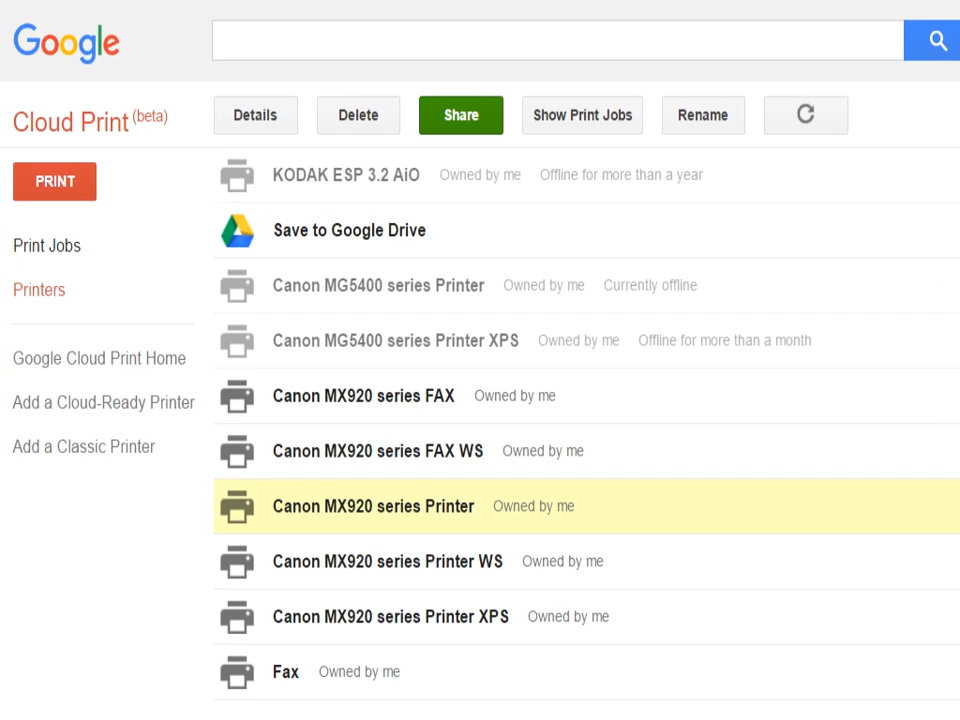 Google
Cloud Print (beta)
Details Delete Share Show Print Jobs Rename
PRINT
Print Jobs
Printers
Google Cloud Print Home
Add a Cloud-Ready Printer
Add a Classic Printer
KODAK ESP 3.2 AiO Owned by me Offline for more than a year
Save to Google Drive
Canon MG5400 series Printer Owned by me Currently offline
Canon MG5400 series Printer XPS Owned by me Offline for more than a month
Canon MX920 series FAX Owned by me
Canon MX920 series FAX WS Owned by me
Canon MX920 series Printer Owned by me
Canon MX920 series Printer WS Owned by me
Canon MX920 series Printer XPS Owned by me
Fax Owned by me